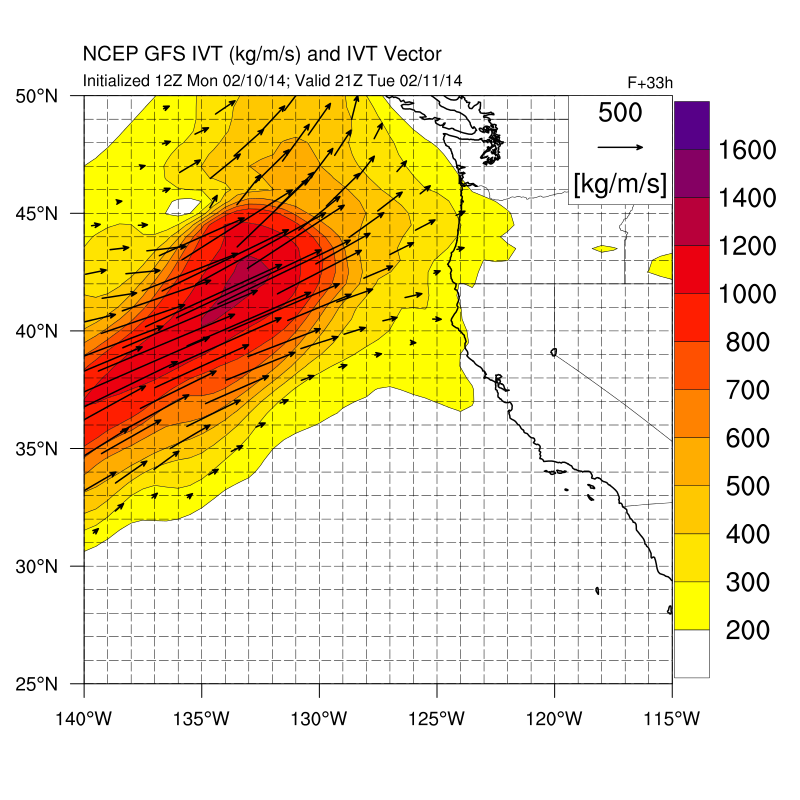 NCEP GFS IVT (kg/m/s) and IVT Vector
Initialized 12Z Mon 02/10/14; Valid 21Z Tue 02/11/14
F+33h
500
[kg/m/s]
50°N
45°N
40°N
35°N
30°N
25°N
140°W
135°W
130°W
125°W
120°W
115°W
1600
1400
1200
1000
800
700
600
500
400
300
200